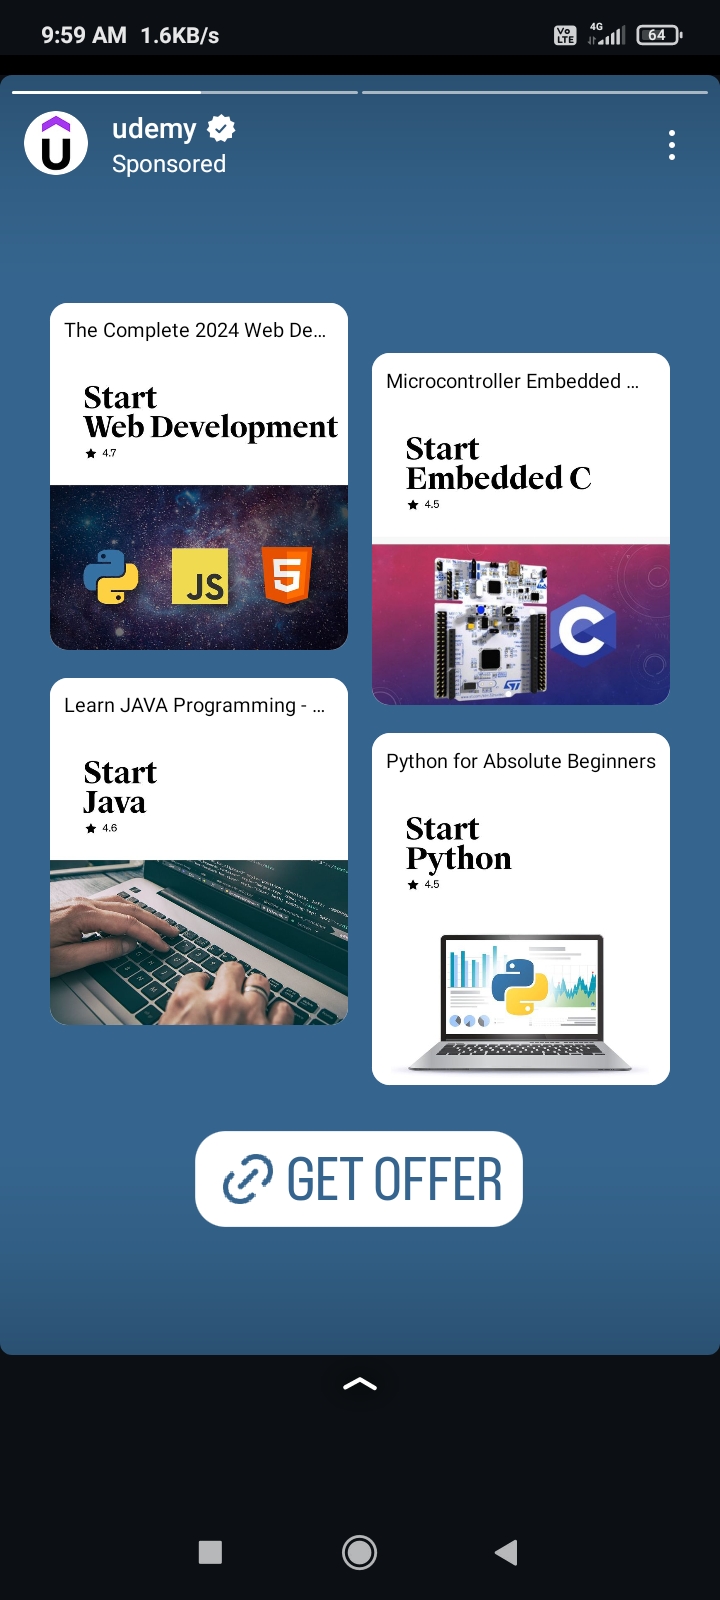 9:59 AM 1.6KB/s
Vo LTE 4G 64
udemy
Sponsored
The Complete 2024 Web De...
Start
Web Development
4.7
JS
5
Microcontroller Embedded ...
Start
Embedded C
4.5
C
ST
Learn JAVA Programming - ...
Start
Java
4.6
Python for Absolute Beginners
Start
Python
4.5
GET OFFER